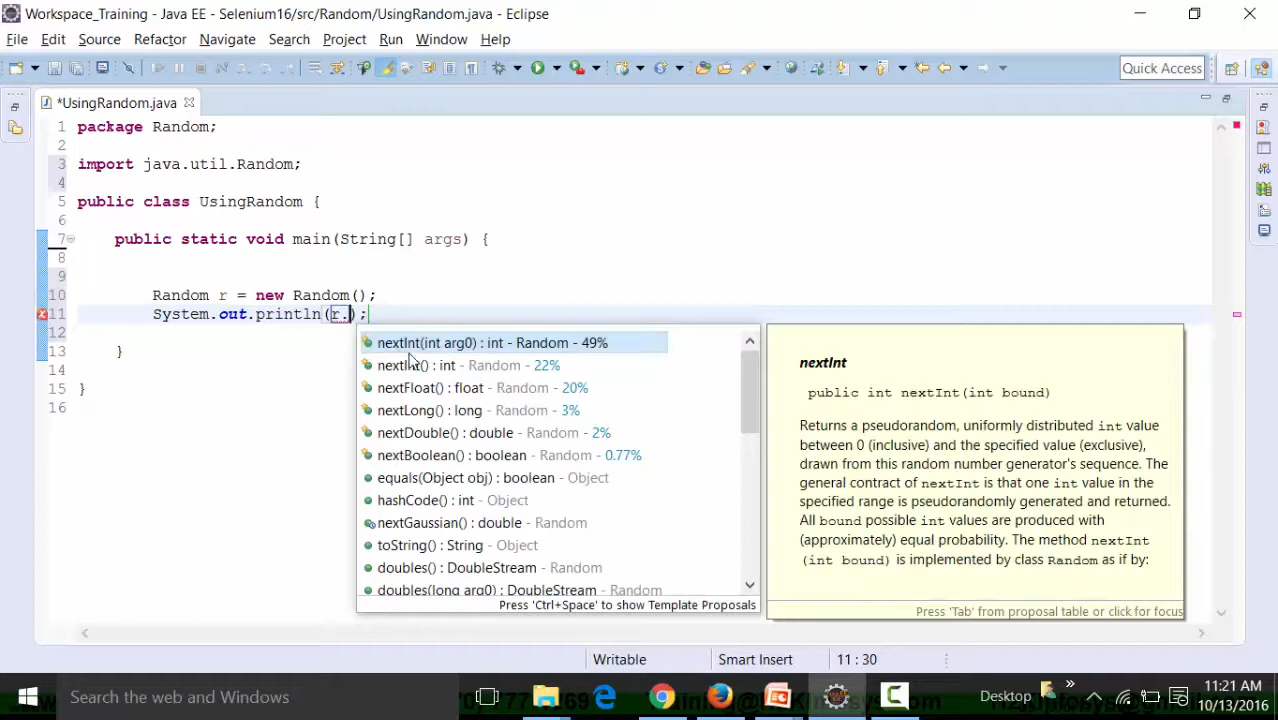 Workspace_Training - Java EE - Selenium16/src/Random/UsingRandom.java - Eclipse
File Edit Source Refactor Navigate Search Project Run Window Help
Quick Access
*UsingRandom.java
1 package Random;
2
3 import java.util.Random;
4
5 public class UsingRandom {
6
7 public static void main(String[] args) {
8
9
10 Random r = new Random();
11 System.out.println(r.);
12
13 }
14
15 }
16
nextInt(int arg0) : int - Random - 49%
nextInt() : int - Random - 22%
nextFloat() : float - Random - 20%
nextLong() : long - Random - 3%
nextDouble() : double - Random - 2%
nextBoolean() : boolean - Random - 0.77%
equals(Object obj) : boolean - Object
hashCode() : int - Object
nextGaussian() : double - Random
toString() : String - Object
doubles() : DoubleStream - Random
doubles(long arg0) : DoubleStream - Random
Press 'Ctrl+Space' to show Template Proposals
nextInt
public int nextInt(int bound)
Returns a pseudorandom, uniformly distributed int value
between 0 (inclusive) and the specified value (exclusive),
drawn from this random number generator's sequence. The
general contract of nextInt is that one int value in the
specified range is pseudorandomly generated and returned.
All bound possible int values are produced with
(approximately) equal probability. The method nextInt
(int bound) is implemented by class Random as if by:
Press 'Tab' from proposal table or click for focus
Writable Smart Insert 11 : 30
Search the web and Windows
Desktop
11:21 AM
10/13/2016